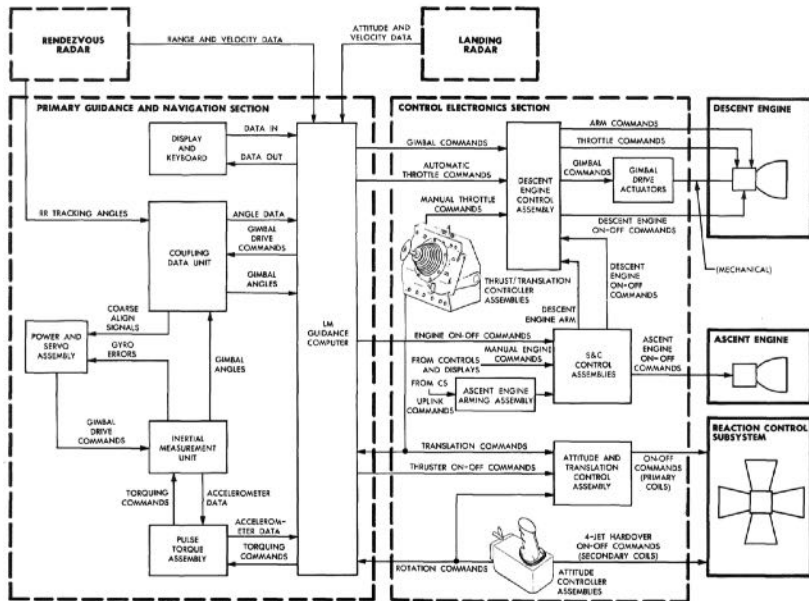 RENDEZVOUS
RADAR
RANGE AND VELOCITY DATA
ATTITUDE AND
VELOCITY DATA
LANDING
RADAR
PRIMARY GUIDANCE AND NAVIGATION SECTION
DISPLAY
AND
KEYBOARD
DATA IN
DATA OUT
RR TRACKING ANGLES
COUPLING
DATA UNIT
ANGLE DATA
GIMBAL
DRIVE
COMMANDS
GIMBAL
ANGLES
COARSE
ALIGN
SIGNALS
POWER AND
SERVO
ASSEMBLY
GYRO
ERRORS
GIMBAL
ANGLES
GIMBAL
DRIVE
COMMANDS
INERTIAL
MEASUREMENT
UNIT
TORQUING
COMMANDS
ACCELEROMETER
DATA
PULSE
TORQUE
ASSEMBLY
ACCELEROM-
ETER DATA
TORQUING
COMMANDS
LM
GUIDANCE
COMPUTER
CONTROL ELECTRONICS SECTION
GIMBAL COMMANDS
AUTOMATIC
THROTTLE COMMANDS
MANUAL THROTTLE
COMMANDS
DESCENT
ENGINE
CONTROL
ASSEMBLY
ARM COMMANDS
THROTTLE COMMANDS
GIMBAL
COMMANDS
GIMBAL
DRIVE
ACTUATORS
DESCENT ENGINE
ON-OFF COMMANDS
(MECHANICAL)
DESCENT ENGINE
THRUST/TRANSLATION
CONTROLLER
ASSEMBLIES
DESCENT
ENGINE ARM
DESCENT
ENGINE
ON-OFF
COMMANDS
ENGINE ON-OFF COMMANDS
MANUAL ENGINE
COMMANDS
FROM CONTROLS
AND DISPLAYS
FROM CS
UPLINK
COMMANDS
ASCENT ENGINE
ARMING ASSEMBLY
S&C
CONTROL
ASSEMBLIES
ASCENT
ENGINE
ON-OFF
COMMANDS
ASCENT ENGINE
TRANSLATION COMMANDS
THRUSTER ON-OFF COMMANDS
ATTITUDE AND
TRANSLATION
CONTROL
ASSEMBLY
ON-OFF
COMMANDS
(PRIMARY
COILS)
REACTION CONTROL
SUBSYSTEM
4-JET HARDOVER
ON-OFF COMMANDS
(SECONDARY COILS)
ROTATION COMMANDS
ATTITUDE
CONTROLLER
ASSEMBLIES